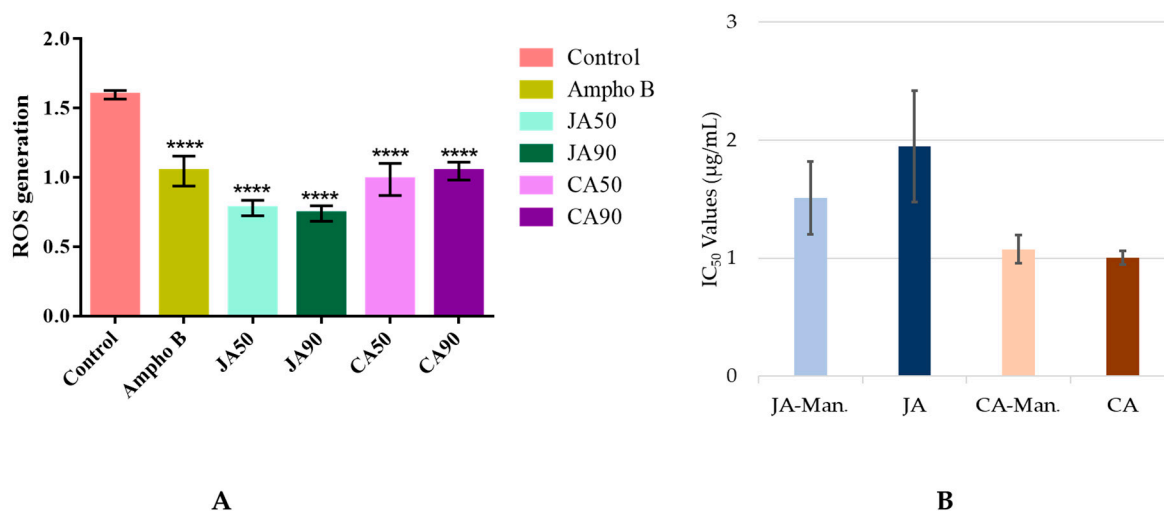 ROS generation
2.0
1.5
1.0
0.5
0.0
****
****
****
****
****
Control
Ampho B
JA50
JA90
CA50
CA90
Control
Ampho B
JA50
JA90
CA50
CA90
A
IC₅₀ Values (µg/mL)
3
2
1
0
JA-Man.
JA
CA-Man.
CA
B